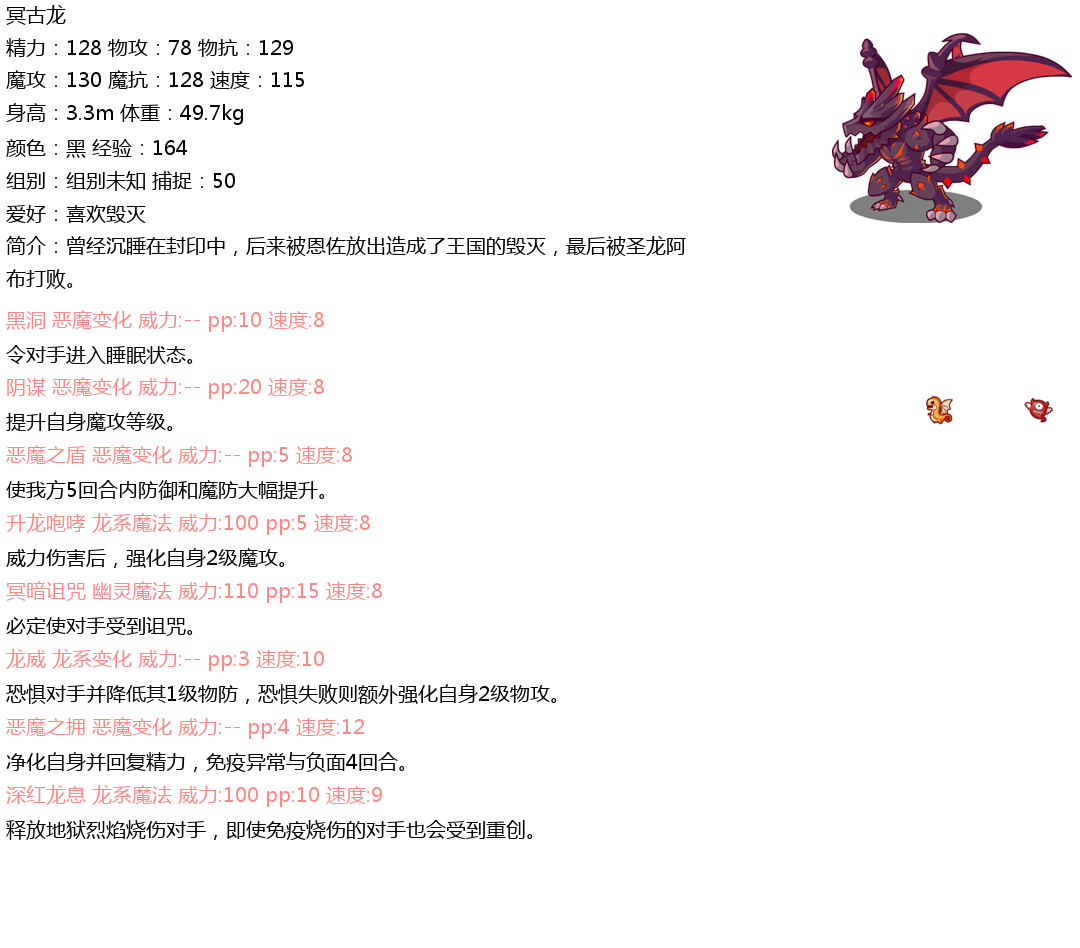 冥古龙
精力：128 物攻：78 物抗：129
魔攻：130 魔抗：128 速度：115
身高：3.3m 体重：49.7kg
颜色：黑 经验：164
组别：组别未知 捕捉：50
爱好：喜欢毁灭
简介：曾经沉睡在封印中，后来被恩佐放出造成了王国的毁灭，最后被圣龙阿
布打败。
黑洞 恶魔变化 威力:-- pp:10 速度:8
令对手进入睡眠状态。
阴谋 恶魔变化 威力:-- pp:20 速度:8
提升自身魔攻等级。
恶魔之盾 恶魔变化 威力:-- pp:5 速度:8
使我方5回合内防御和魔防大幅提升。
升龙咆哮 龙系魔法 威力:100 pp:5 速度:8
威力伤害后，强化自身2级魔攻。
冥暗诅咒 幽灵魔法 威力:110 pp:15 速度:8
必定使对手受到诅咒。
龙威 龙系变化 威力:-- pp:3 速度:10
恐惧对手并降低其1级物防，恐惧失败则额外强化自身2级物攻。
恶魔之拥 恶魔变化 威力:-- pp:4 速度:12
净化自身并回复精力，免疫异常与负面4回合。
深红龙息 龙系魔法 威力:100 pp:10 速度:9
释放地狱烈焰烧伤对手，即使免疫烧伤的对手也会受到重创。